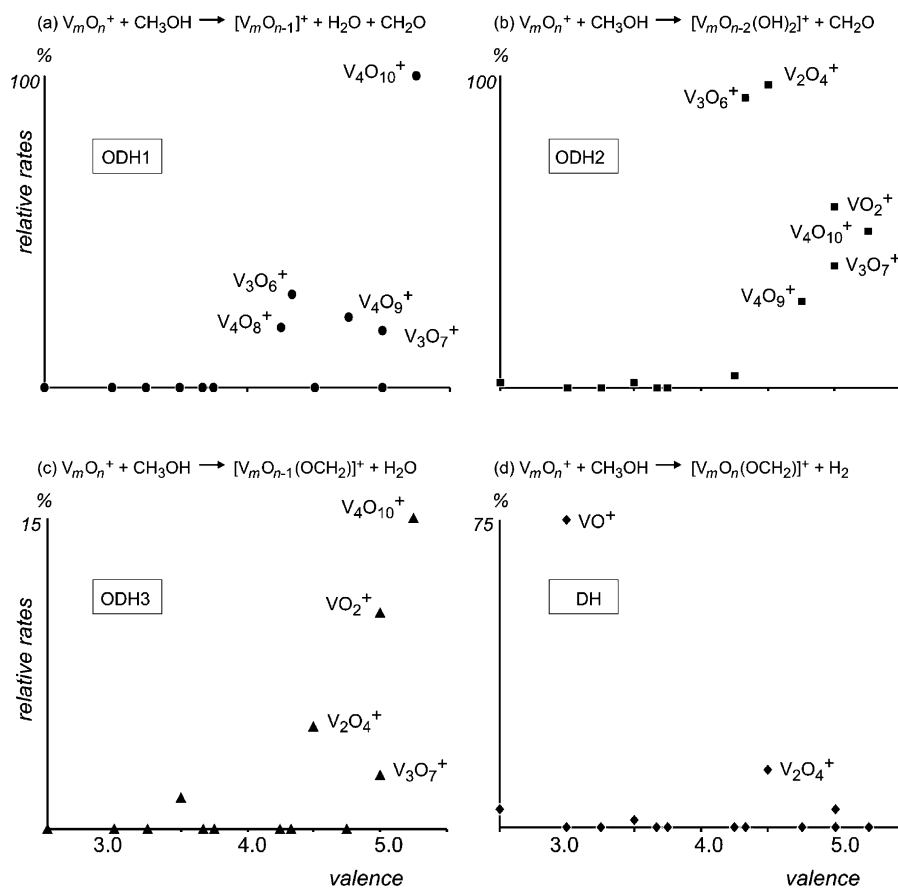 (a) VₘOₙ⁺ + CH₃OH ⟶ [VₘOₙ₋₁]⁺ + H₂O + CH₂O
%
100
relative rates
ODH1
V₄O₁₀⁺
V₃O₆⁺
V₄O₈⁺
V₄O₉⁺
V₃O₇⁺
(b) VₘOₙ⁺ + CH₃OH ⟶ [VₘOₙ₋₂(OH)₂]⁺ + CH₂O
%
100
ODH2
V₂O₄⁺
V₃O₆⁺
VO₂⁺
V₄O₁₀⁺
V₃O₇⁺
V₄O₉⁺
(c) VₘOₙ⁺ + CH₃OH ⟶ [VₘOₙ₋₁(OCH₂)]⁺ + H₂O
%
15
relative rates
ODH3
V₄O₁₀⁺
VO₂⁺
V₂O₄⁺
V₃O₇⁺
3.0 4.0 5.0
valence
(d) VₘOₙ⁺ + CH₃OH ⟶ [VₘOₙ(OCH₂)]⁺ + H₂
%
75
VO⁺
DH
V₂O₄⁺
3.0 4.0 5.0
valence